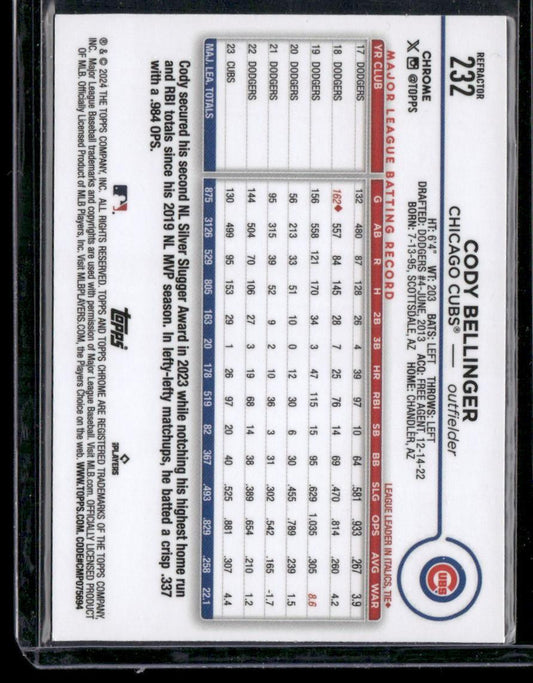 REFRACTOR
232
CODY BELLINGER
CHICAGO CUBS® — outfielder
CUBS
CHROME
@TOPPS
HT: 6'4" WT: 203 BATS: LEFT THROWS: LEFT
DRAFTED: DODGERS #4-JUNE, 2013 ACQ: FREE AGENT, 12-14-22
BORN: 7-13-95, SCOTTSDALE, AZ HOME: CHANDLER, AZ
MAJOR LEAGUE BATTING RECORD LEAGUE LEADER IN ITALICS, TIE♦
YR CLUB G AB R H 2B 3B HR RBI SB BB SLG OPS AVG WAR
17 DODGERS 132 480 87 128 26 4 39 97 10 64 .581 .933 .267 3.9
18 DODGERS 162♦ 557 84 145 28 7 25 76 14 69 .470 .814 .260 4.2
19 DODGERS 156 558 121 170 34 3 47 115 15 95 .629 1.035 .305 8.6
20 DODGERS 56 213 33 51 10 0 12 30 6 30 .455 .789 .239 1.5
21 DODGERS 95 315 39 52 9 2 10 36 3 31 .302 .542 .165 -1.7
22 DODGERS 144 504 70 106 27 3 19 68 14 38 .389 .654 .210 1.2
23 CUBS 130 499 95 153 29 1 26 97 20 40 .525 .881 .307 4.4
MAJ. LEA. TOTALS 875 3126 529 805 163 20 178 519 82 367 .493 .829 .258 22.1
Cody secured his second NL Silver Slugger Award in 2023 while notching his highest home run
and RBI totals since his 2019 NL MVP season. In lefty-lefty matchups, he batted a crisp .337
with a .984 OPS.
Topps
PLAYERS
® & © 2024 THE TOPPS COMPANY, INC. ALL RIGHTS RESERVED. TOPPS AND TOPPS CHROME ARE REGISTERED TRADEMARKS OF THE TOPPS COMPANY,
INC. Major League Baseball trademarks and copyrights are used with permission of Major League Baseball. Visit MLB.com. OFFICIALLY LICENSED PRODUCT
OF MLB Players, Inc. Visit MLBPLAYERS.com, the Players Choice on the web. WWW.TOPPS.COM. CODE#CMP075694